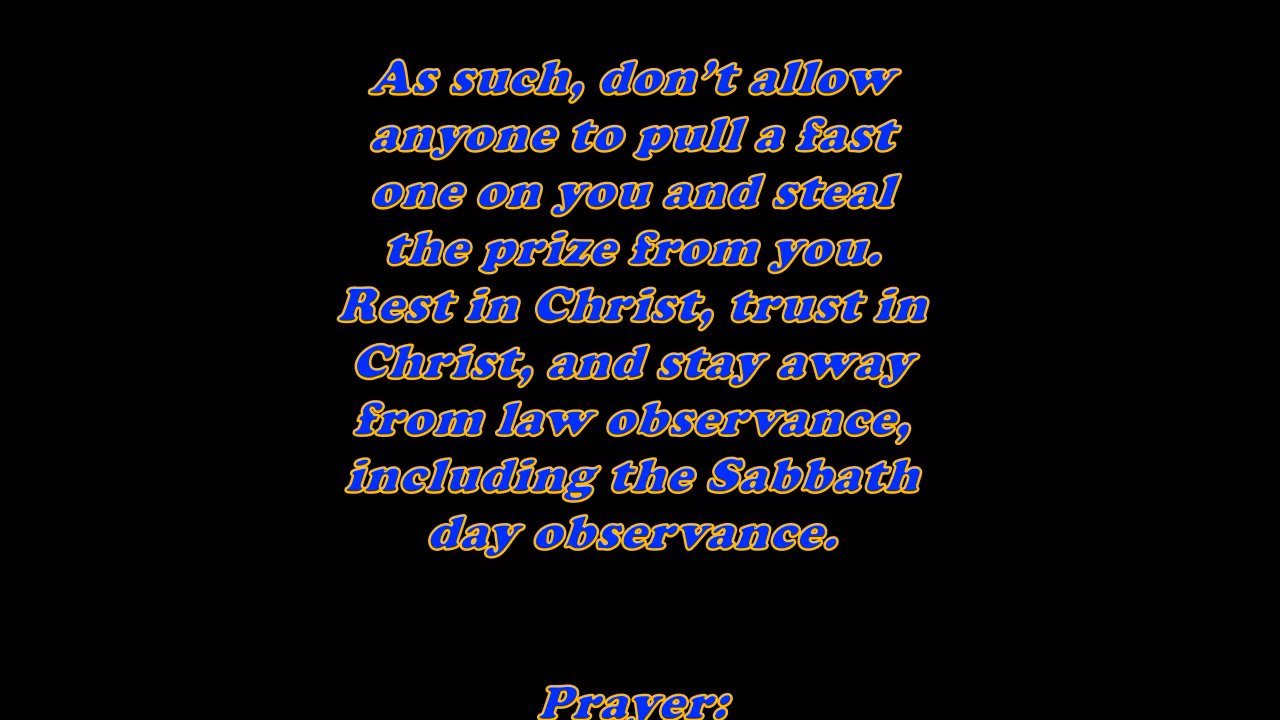 As such, don’t allow
anyone to pull a fast
one on you and steal
the prize from you.
Rest in Christ, trust in
Christ, and stay away
from law observance,
including the Sabbath
day observance.
Prayer: